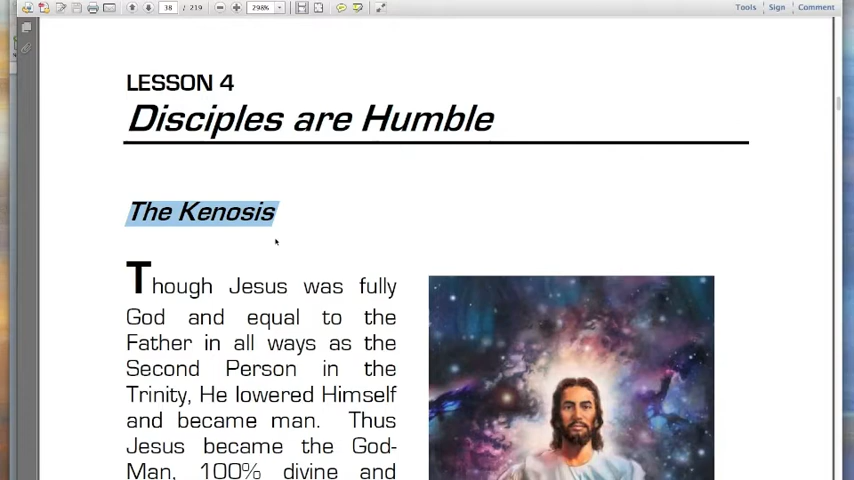 38 / 219
298%
Tools
Sign
Comment
LESSON 4
Disciples are Humble
The Kenosis
Though Jesus was fully
God and equal to the
Father in all ways as the
Second Person in the
Trinity, He lowered Himself
and became man. Thus
Jesus became the God-
Man, 100% divine and